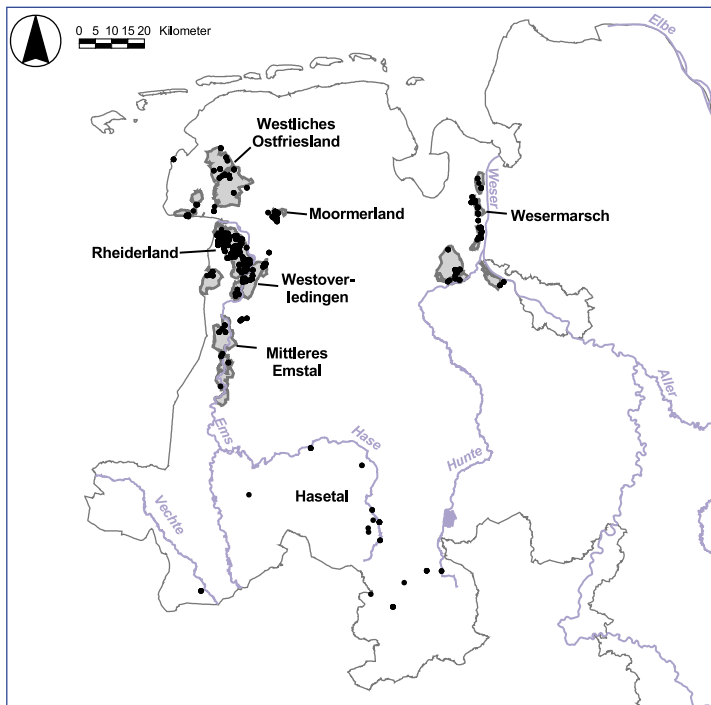 0 5 10 15 20 Kilometer
Elbe
Westliches
Ostfriesland
Weser
Moormerland
Wesermarsch
Rheiderland
Westover-
ledingen
Mittleres
Emstal
Aller
Ems
Hase
Hunte
Hasetal
Vechte